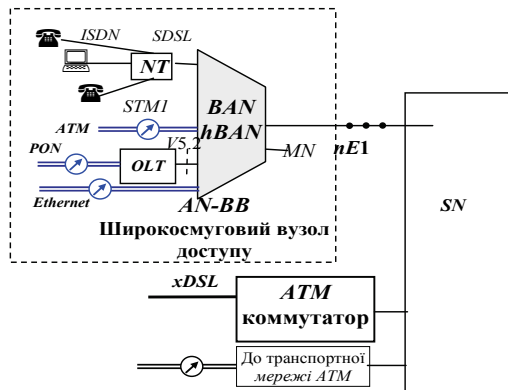 ISDN SDSL
NT
STM1
BAN
hBAN
ATM
V5.2
PON
OLT
MN
nE1
Ethernet
AN-BB
SN
Широкосмуговий вузол
доступу
xDSL
ATM
коммутатор
До транспортної
мережі ATM